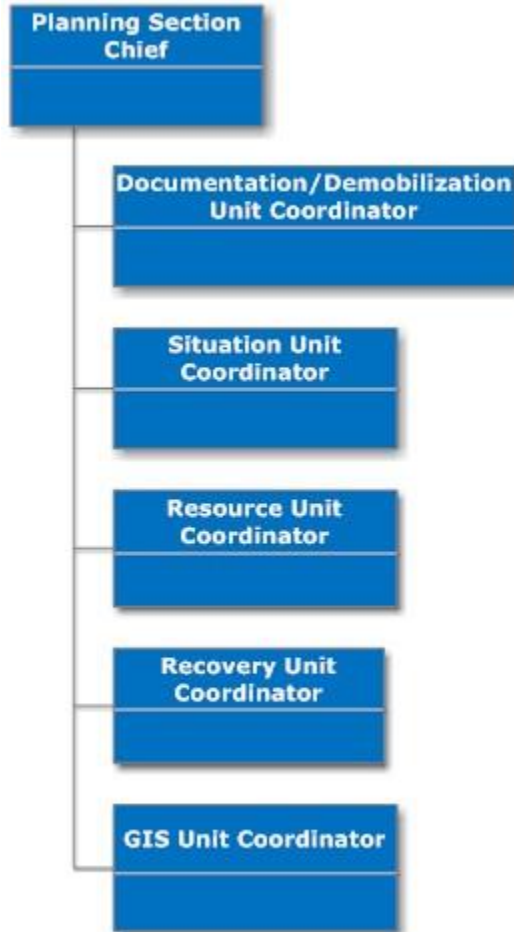 Planning Section
Chief
Documentation/Demobilization
Unit Coordinator
Situation Unit
Coordinator
Resource Unit
Coordinator
Recovery Unit
Coordinator
GIS Unit Coordinator